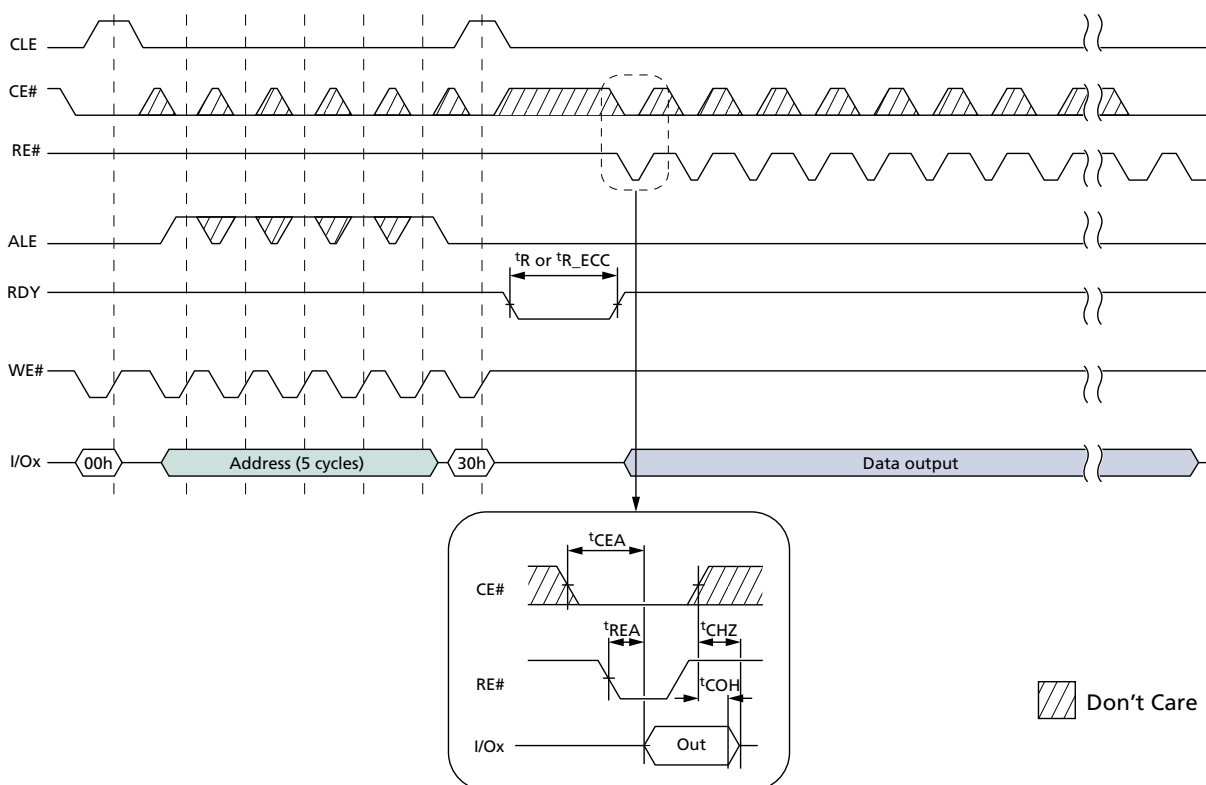 CLE
CE#
RE#
ALE
tR or tR_ECC
RDY
WE#
I/Ox 00h Address (5 cycles) 30h Data output
tCEA
CE#
tREA tCHZ
RE# tCOH
I/Ox Out
Don't Care